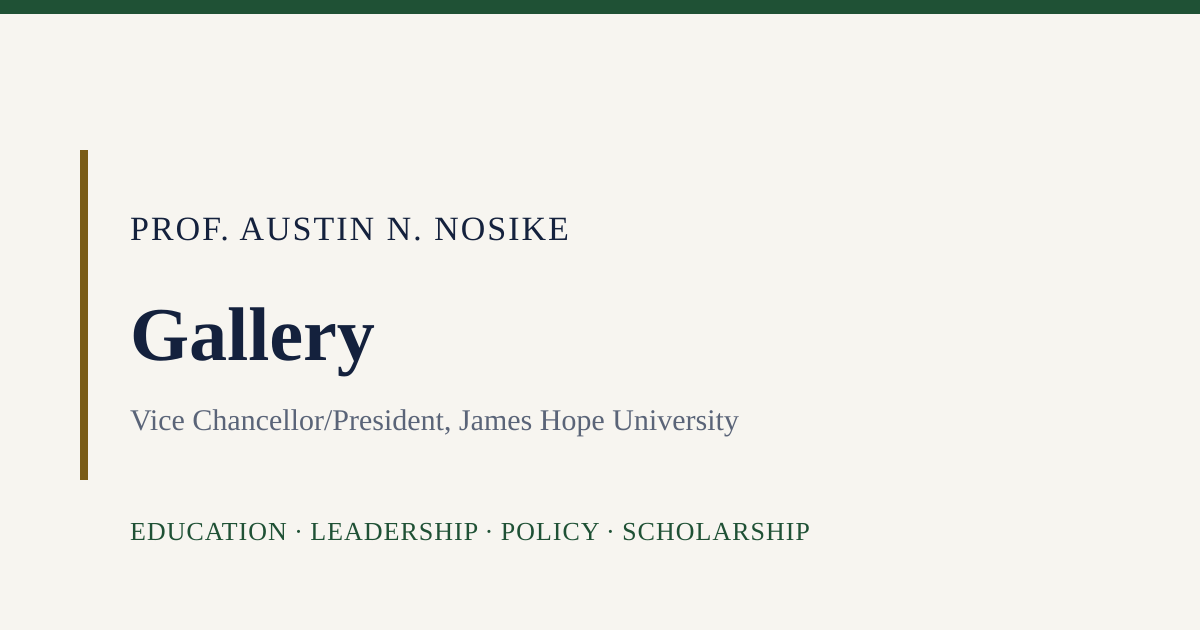 PROF. AUSTIN N. NOSIKE
Gallery
Vice Chancellor/President, James Hope University
EDUCATION · LEADERSHIP · POLICY · SCHOLARSHIP